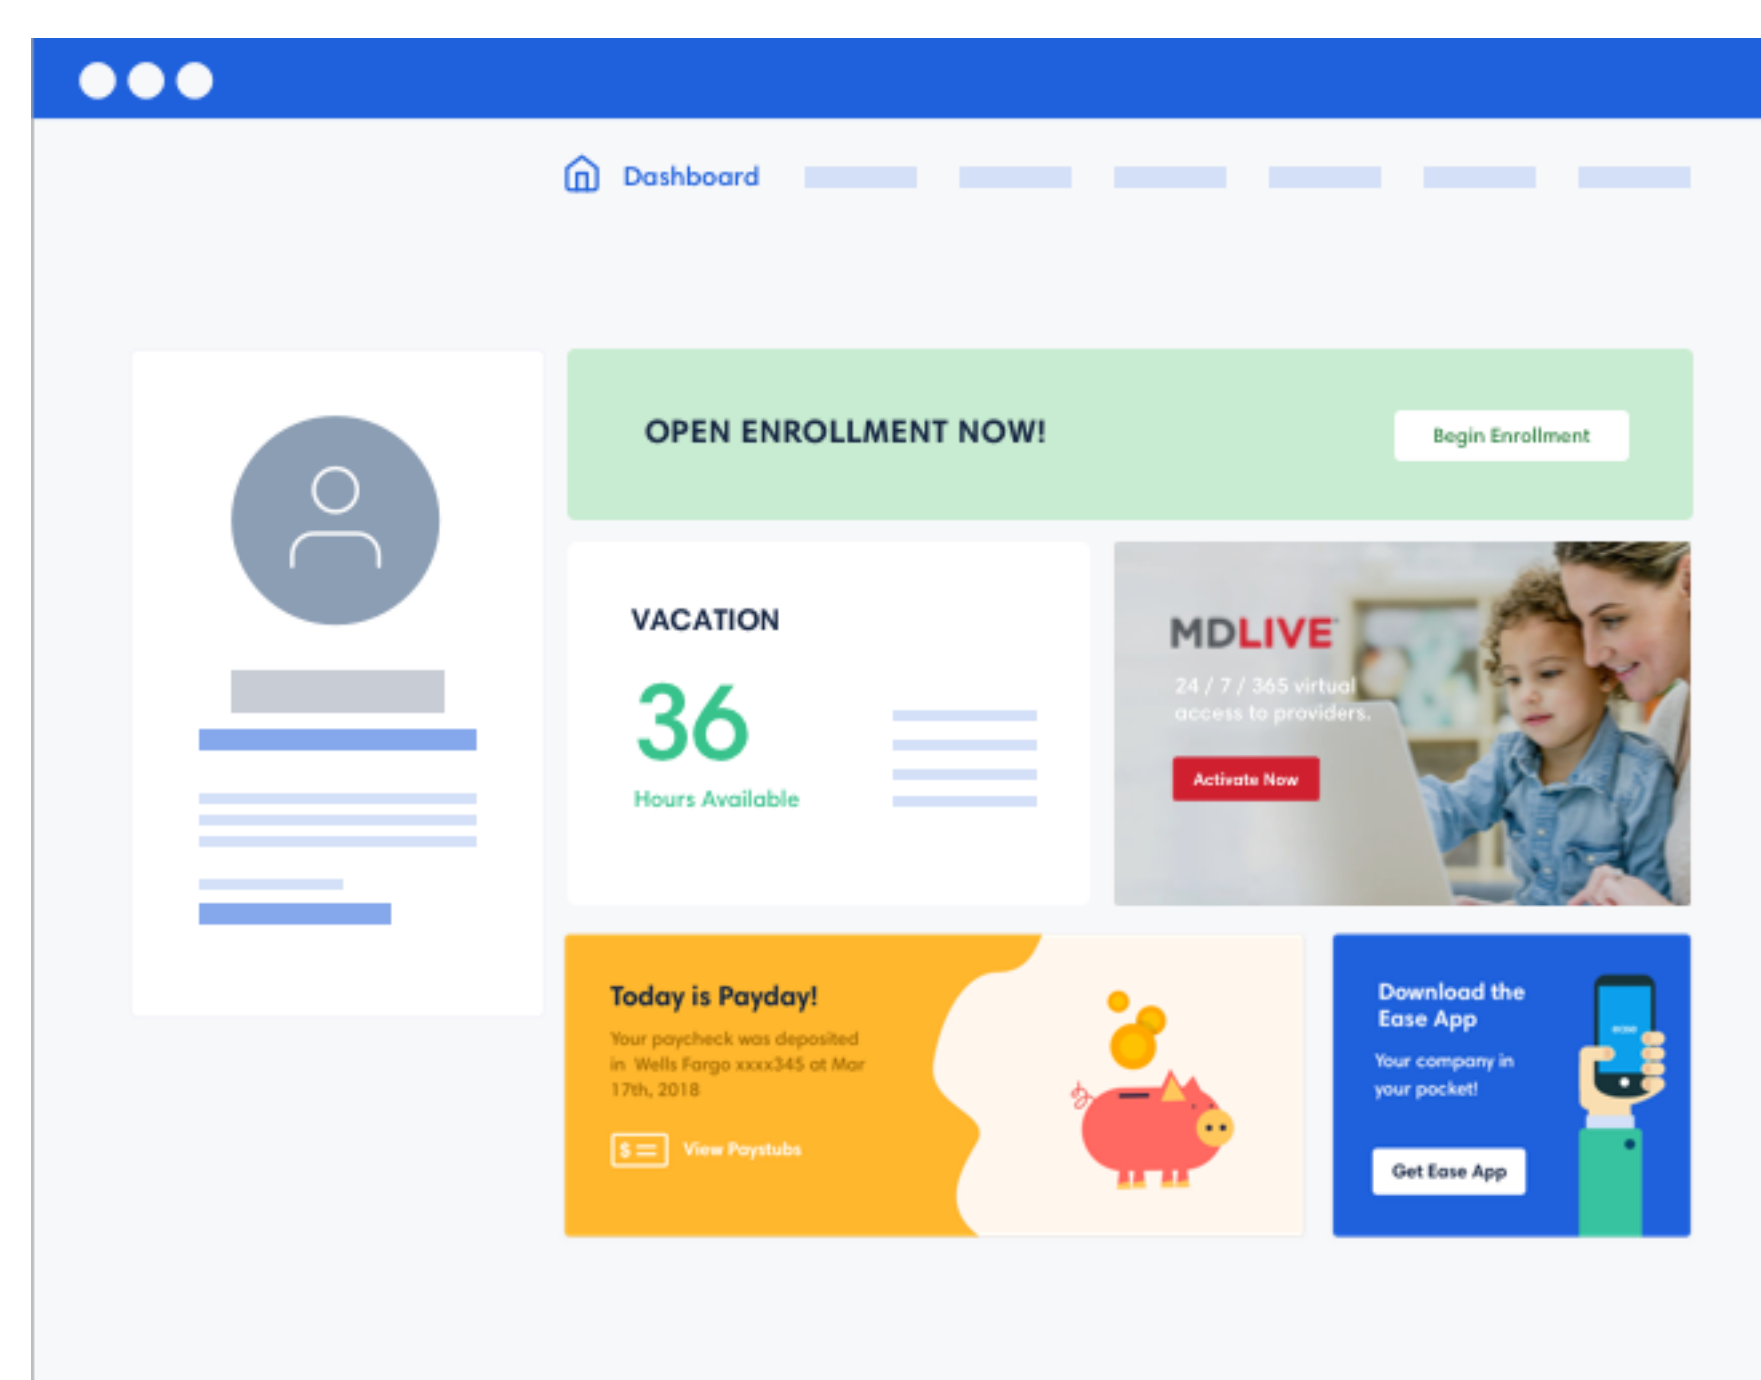 Dashboard
OPEN ENROLLMENT NOW!
Begin Enrollment
VACATION
36
Hours Available
MDLIVE
24 / 7 / 365 virtual
access to providers.
Activate Now
Today is Payday!
Your paycheck was deposited
in Wells Fargo xxxx345 at Mar
17th, 2018
$
View Paystubs
Download the
Ease App
Your company in
your pocket!
ease
Get Ease App